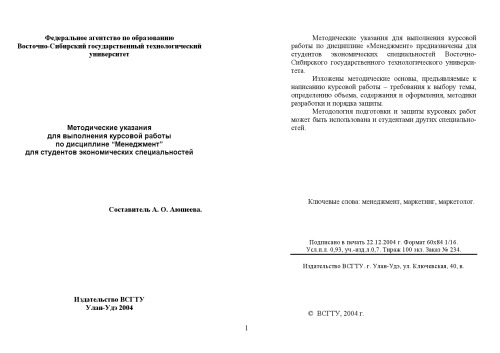 Федеральное агентство по образованию
Восточно-Сибирский государственный технологический
университет
Методические указания
для выполнения курсовой работы
по дисциплине “Менеджмент”
для студентов экономических специальностей
Составитель А. О. Аюшеева.
Издательство ВСГТУ
Улан-Удэ 2004
Методические указания для выполнения курсовой
работы по дисциплине «Менеджмент» предназначены для
студентов экономических специальностей Восточно-
Сибирского государственного технологического универси-
тета.
Изложены методические основы, предъявляемые к
написанию курсовой работы – требования к выбору темы,
определению объема, содержания и оформления, методики
разработки и порядка защиты.
Методология подготовки и защиты курсовых работ
может быть использована и студентами других специально-
стей.
Ключевые слова: менеджмент, маркетинг, маркетолог.
Подписано в печать 22.12.2004 г. Формат 60х84 1/16.
Усл.п.л. 0,93, уч.-изд.л.0,7. Тираж 100 экз. Заказ № 234.
Издательство ВСГТУ. г. Улан-Удэ, ул. Ключевская, 40, в.
© ВСГТУ, 2004 г.
1